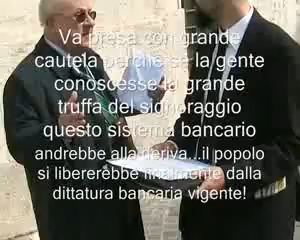 Va presa con grande
cautela perchè se la gente
conoscesse la grande
truffa del signoraggio
questo sistema bancario
andrebbe alla deriva...il popolo
si libererebbe finalmente dalla
dittatura bancaria vigente!